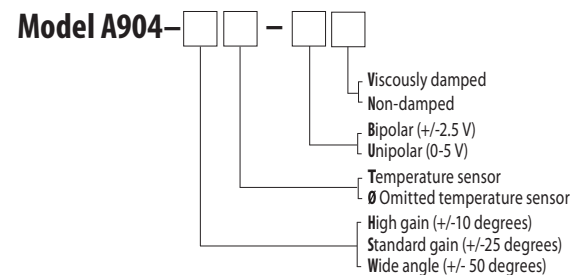 Model A904– –
Viscously damped
Non-damped
Bipolar (+/-2.5 V)
Unipolar (0-5 V)
Temperature sensor
Ø Omitted temperature sensor
High gain (+/-10 degrees)
Standard gain (+/-25 degrees)
Wide angle (+/- 50 degrees)